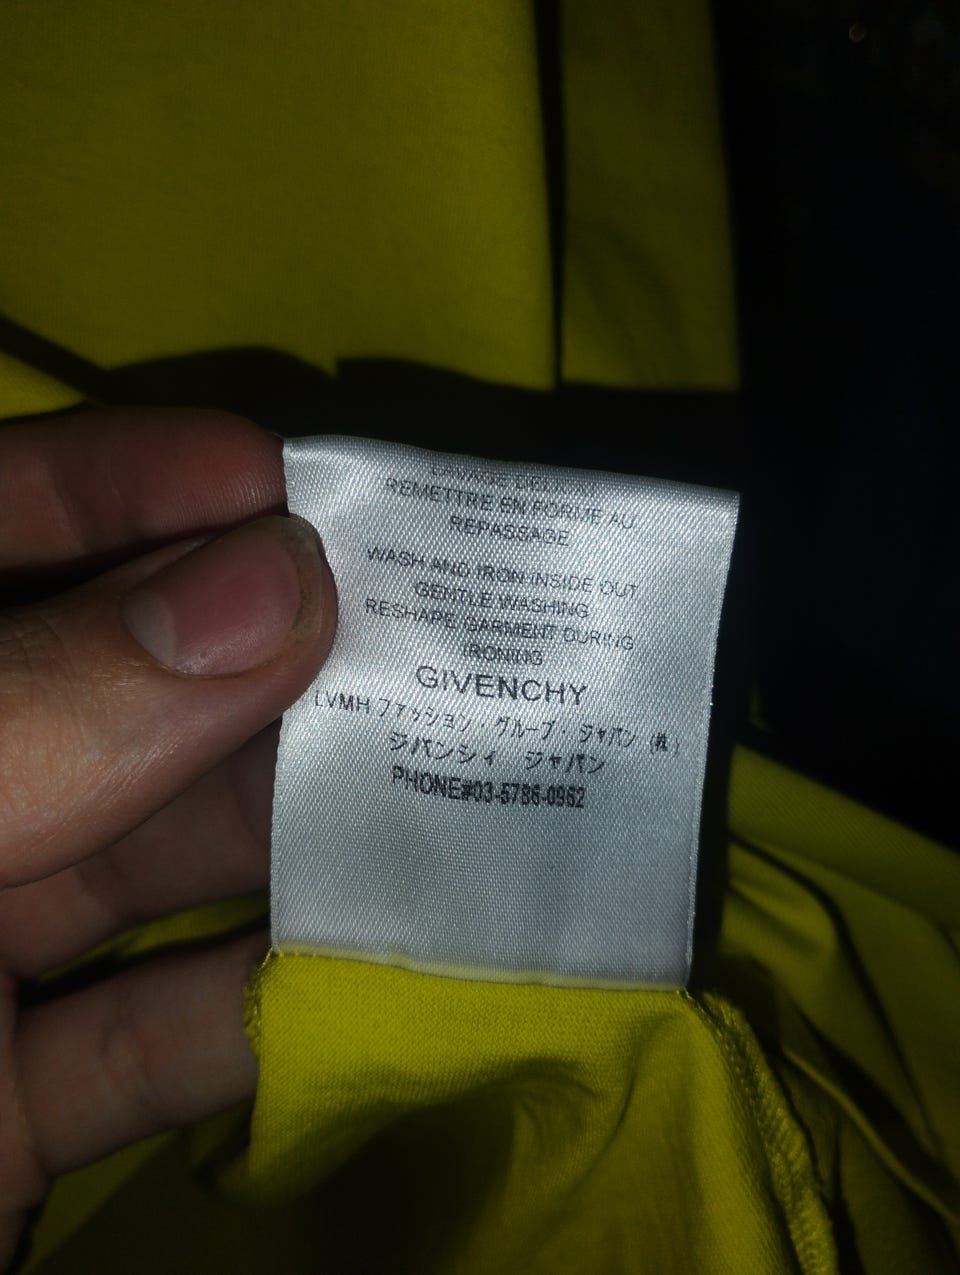 REMETTRE EN FORME AU
REPASSAGE
WASH AND IRON INSIDE OUT
GENTLE WASHING
RESHAPE GARMENT DURING
IRONING
GIVENCHY
LVMH ファッション・グループ・ジャパン (株)
ジバンシィ ジャパン
PHONE#03-5786-0962